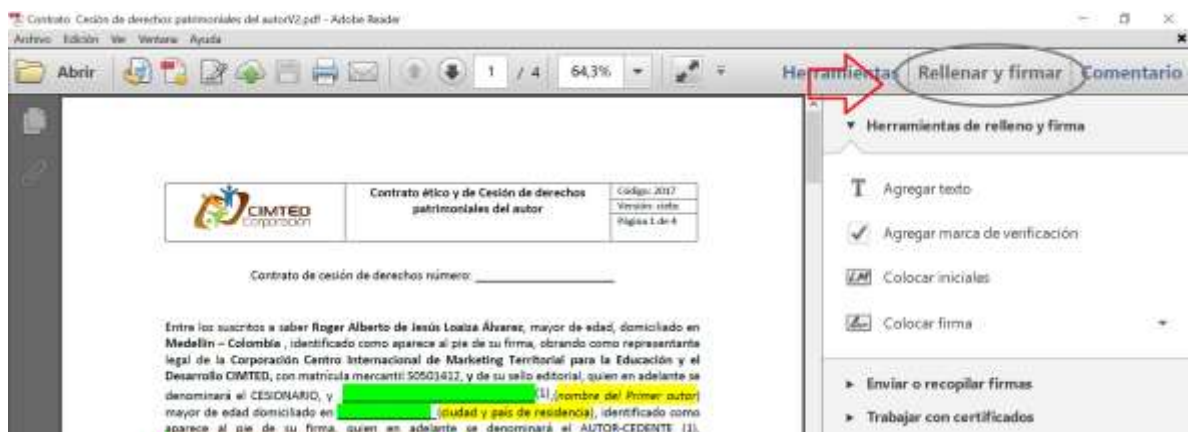 Contrato Cesión de derechos patrimoniales del autorV2.pdf - Adobe Reader
Archivo Edición Ver Ventana Ayuda
Abrir 1 / 4 64,3% Herramientas Rellenar y firmar Comentario
Herramientas de relleno y firma
T Agregar texto
Agregar marca de verificación
Colocar iniciales
Colocar firma
Enviar o recopilar firmas
Trabajar con certificados
CIMTED
Corporación
Contrato ético y de Cesión de derechos
patrimoniales del autor
Código: 2017
Versión: siete
Página 1 de 4
Contrato de cesión de derechos número:
Entre los suscritos a saber Roger Alberto de Jesús Loaiza Álvarez, mayor de edad, domiciliado en
Medellín – Colombia , identificado como aparece al pie de su firma, obrando como representante
legal de la Corporación Centro Internacional de Marketing Territorial para la Educación y el
Desarrollo CIMTED, con matrícula mercantil 50503412, y de su sello editorial, quien en adelante se
denominará el CESIONARIO, y (1),(nombre del Primer autor)
mayor de edad domiciliado en (ciudad y país de residencia), identificado como
aparece al pie de su firma, quien en adelante se denominará el AUTOR-CEDENTE (1),